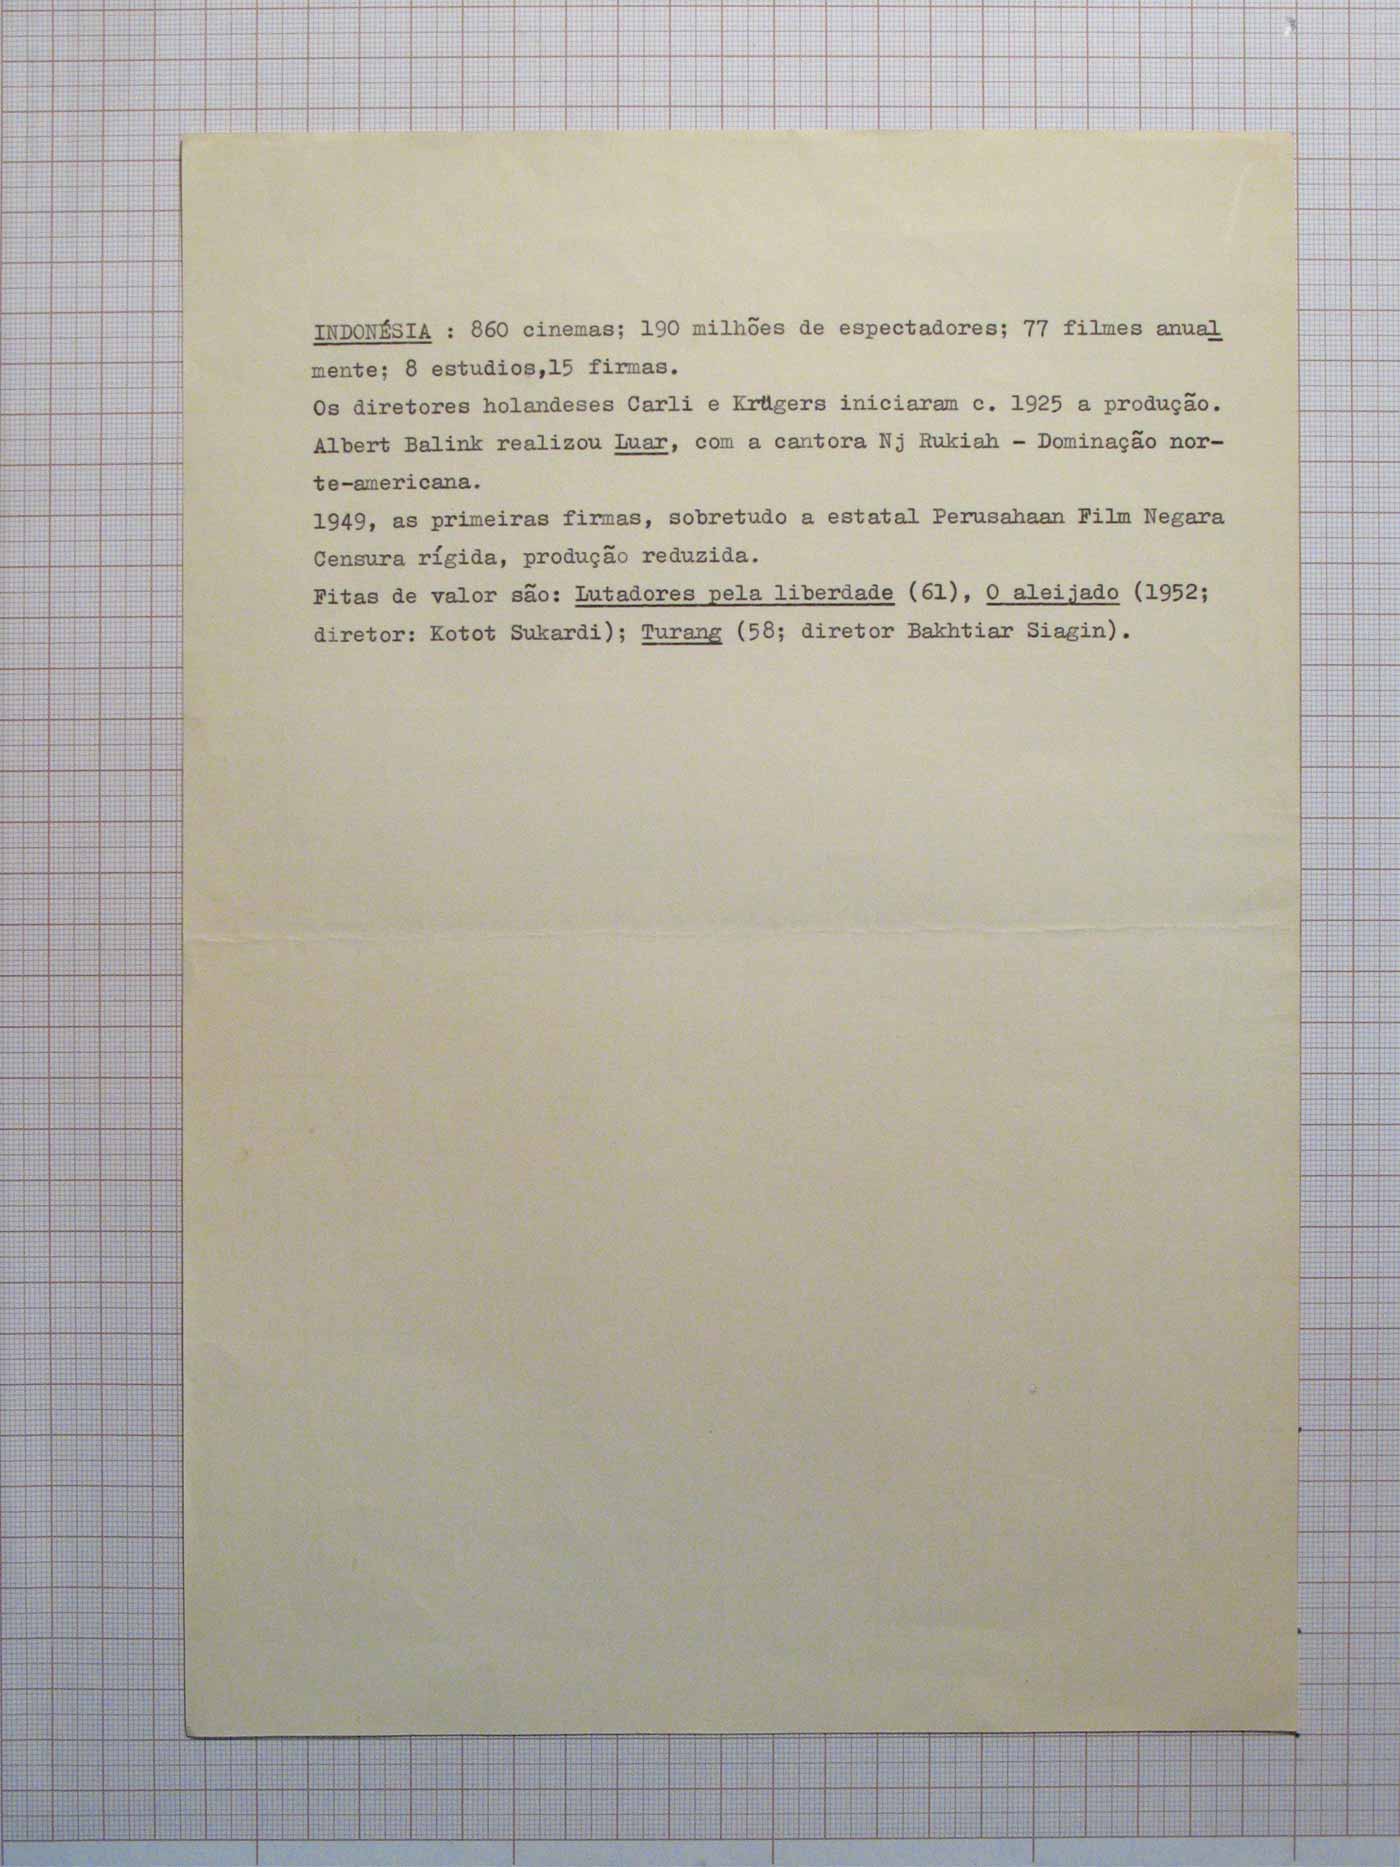 INDONÉSIA : 860 cinemas; 190 milhões de espectadores; 77 filmes anual
mente; 8 estudios,15 firmas.
Os diretores holandeses Carli e Krügers iniciaram c. 1925 a produção.
Albert Balink realizou Luar, com a cantora Nj Rukiah - Dominação nor-
te-americana.
1949, as primeiras firmas, sobretudo a estatal Perusahaan Film Negara
Censura rígida, produção reduzida.
Fitas de valor são: Lutadores pela liberdade (61), O aleijado (1952;
diretor: Kotot Sukardi); Turang (58; diretor Bakhtiar Siagin).